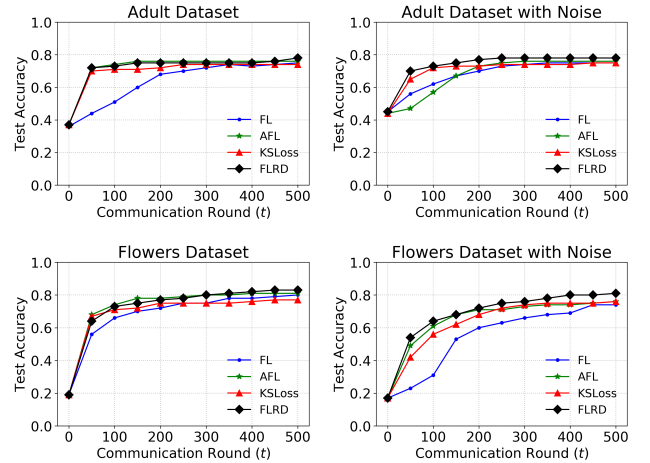 Adult Dataset
Test Accuracy
1.0
0.8
0.6
0.4
0.2
0.0
FL
AFL
KSLoss
FLRD
0 100 200 300 400 500
Communication Round (t)
Adult Dataset with Noise
Test Accuracy
1.0
0.8
0.6
0.4
0.2
0.0
FL
AFL
KSLoss
FLRD
0 100 200 300 400 500
Communication Round (t)
Flowers Dataset
Test Accuracy
1.0
0.8
0.6
0.4
0.2
0.0
FL
AFL
KSLoss
FLRD
0 100 200 300 400 500
Communication Round (t)
Flowers Dataset with Noise
Test Accuracy
1.0
0.8
0.6
0.4
0.2
0.0
FL
AFL
KSLoss
FLRD
0 100 200 300 400 500
Communication Round (t)